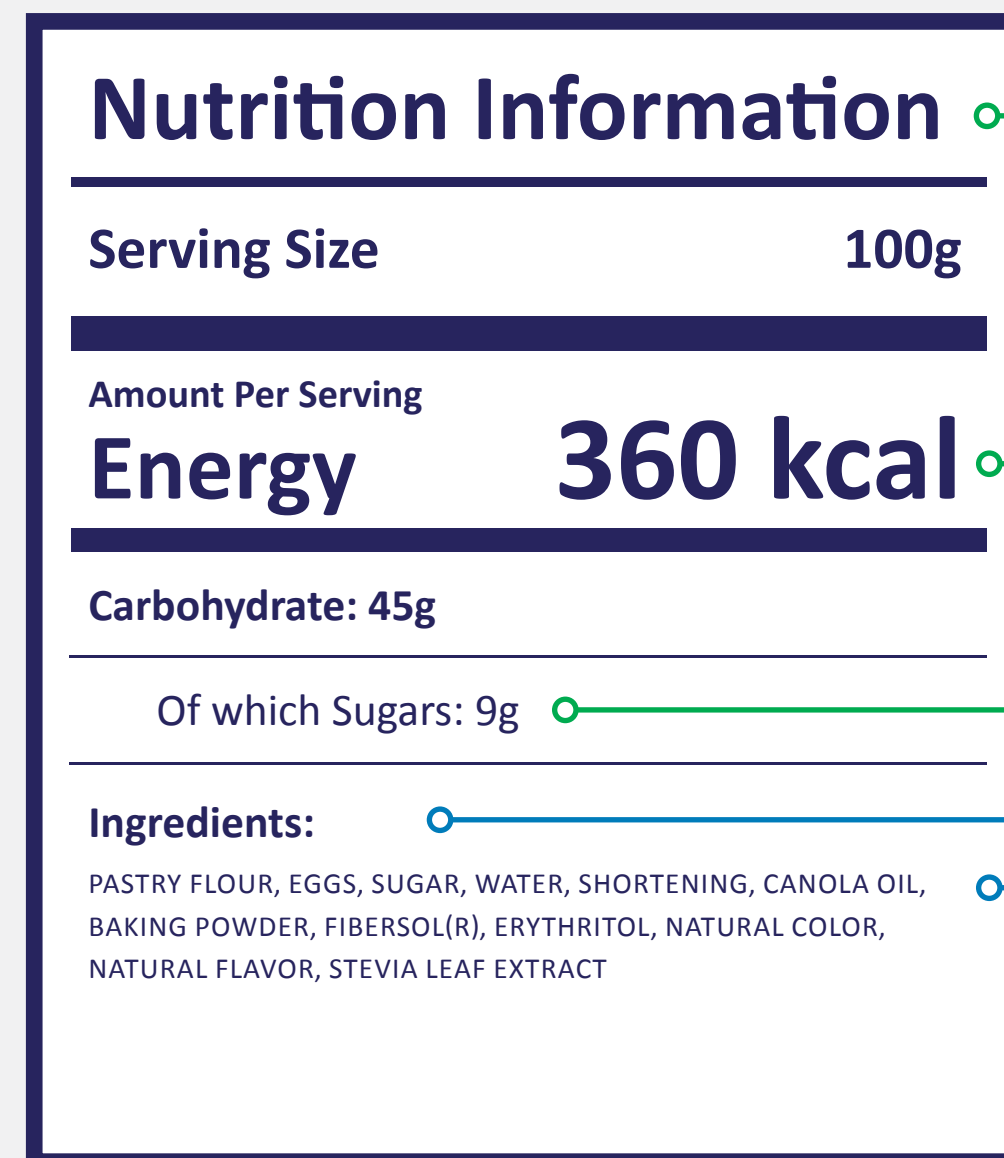 Nutrition Information
Serving Size 100g
Amount Per Serving
Energy 360 kcal
Carbohydrate: 45g
Of which Sugars: 9g
Ingredients:
PASTRY FLOUR, EGGS, SUGAR, WATER, SHORTENING, CANOLA OIL,
BAKING POWDER, FIBERSOL(R), ERYTHRITOL, NATURAL COLOR,
NATURAL FLAVOR, STEVIA LEAF EXTRACT